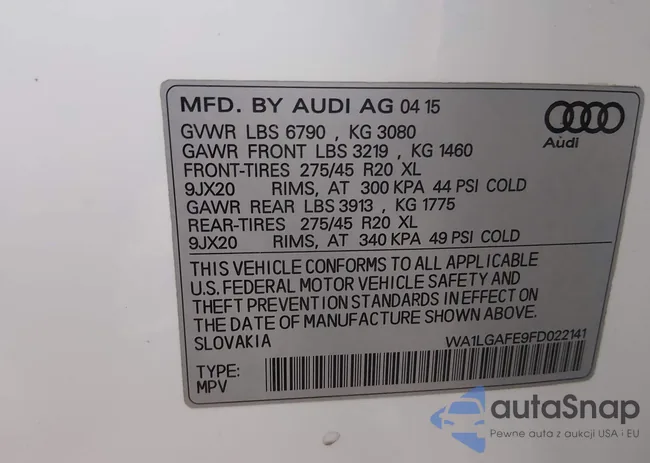 MFD. BY AUDI AG 04 15
GVWR LBS 6790 , KG 3080
GAWR FRONT LBS 3219 , KG 1460
FRONT-TIRES 275/45 R20 XL
9JX20 RIMS, AT 300 KPA 44 PSI COLD
GAWR REAR LBS 3913 , KG 1775
REAR-TIRES 275/45 R20 XL
9JX20 RIMS, AT 340 KPA 49 PSI COLD
Audi
THIS VEHICLE CONFORMS TO ALL APPLICABLE
U.S. FEDERAL MOTOR VEHICLE SAFETY AND
THEFT PREVENTION STANDARDS IN EFFECT ON
THE DATE OF MANUFACTURE SHOWN ABOVE.
SLOVAKIA
WA1LGAFE9FD022141
TYPE:
MPV
autaSnap
Pewne auta z aukcji USA i EU